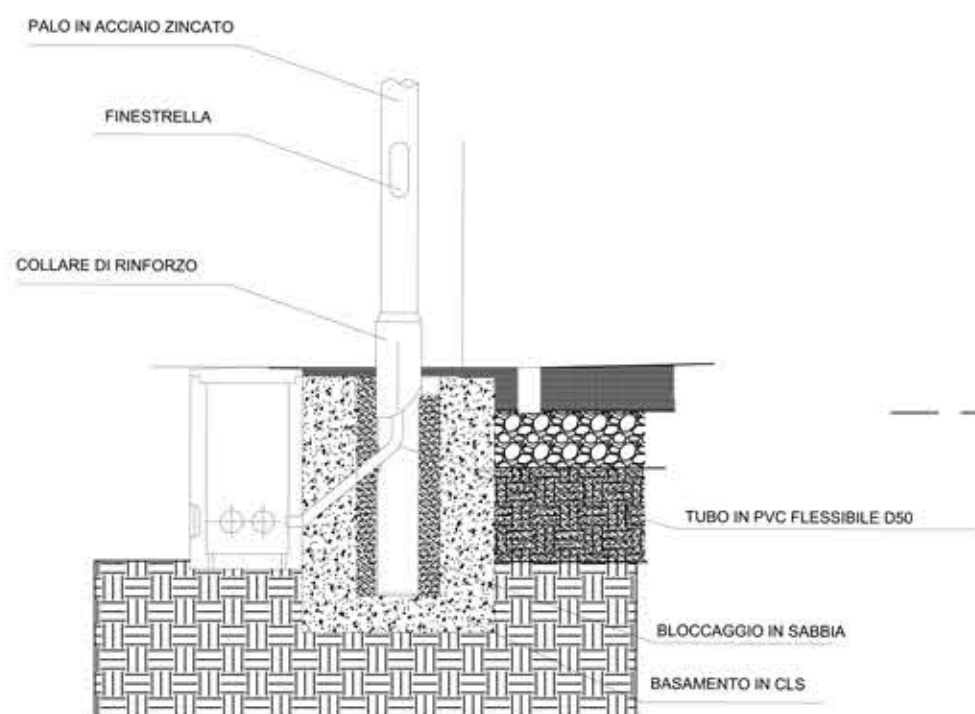 PALO IN ACCIAIO ZINCATO
FINESTRELLA
COLLARE DI RINFORZO
TUBO IN PVC FLESSIBILE D50
BLOCCAGGIO IN SABBIA
BASAMENTO IN CLS